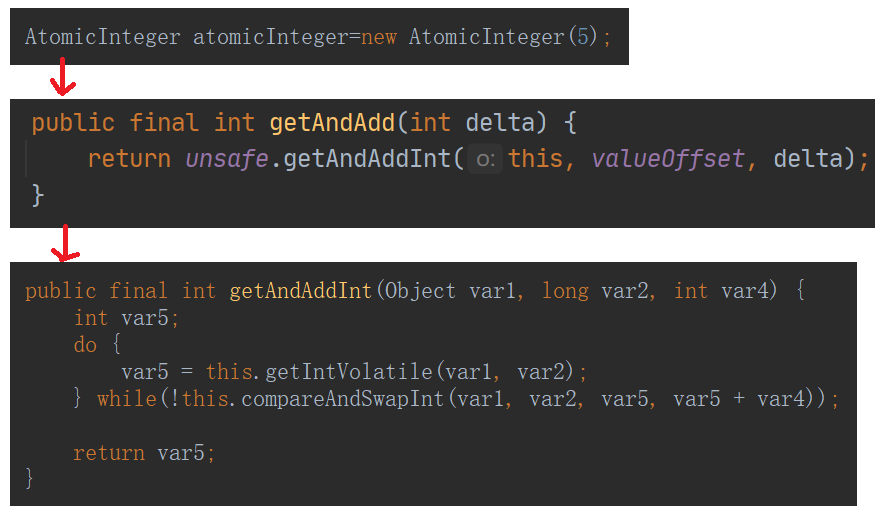 AtomicInteger atomicInteger=new AtomicInteger(5);
public final int getAndAdd(int delta) {
return unsafe.getAndAddInt( o: this, valueOffset, delta);
}
public final int getAndAddInt(Object var1, long var2, int var4) {
int var5;
do {
var5 = this.getIntVolatile(var1, var2);
} while(!this.compareAndSwapInt(var1, var2, var5, var5 + var4));
return var5;
}